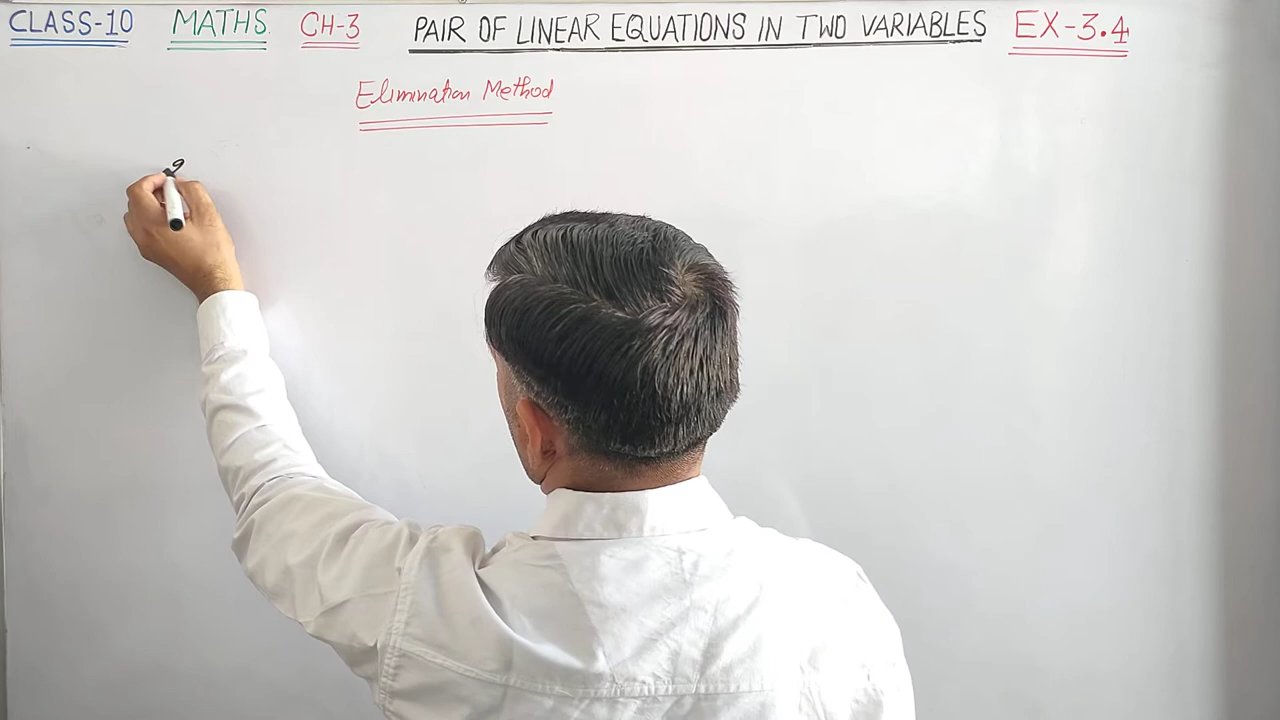 CLASS-10 MATHS. CH-3 PAIR OF LINEAR EQUATIONS IN TWO VARIABLES EX-3.4
Elimination Method